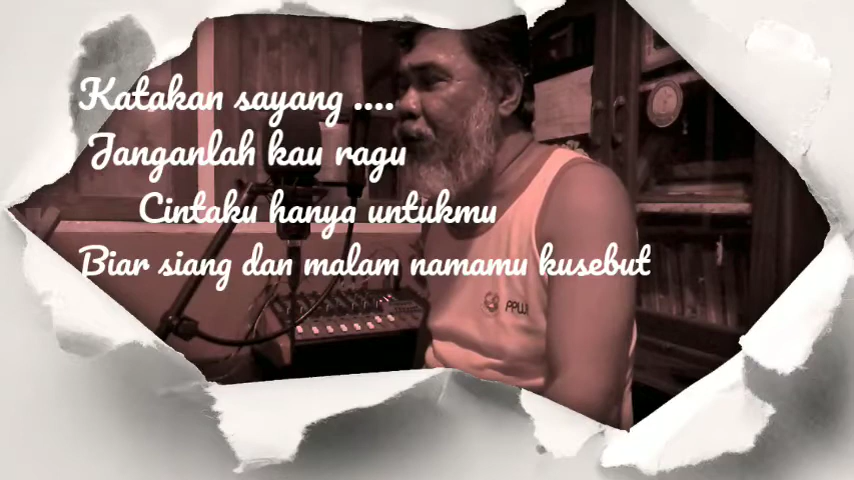 Katakan sayang ....
Janganlah kau ragu
Cintaku hanya untukmu
Biar siang dan malam namamu kusebut